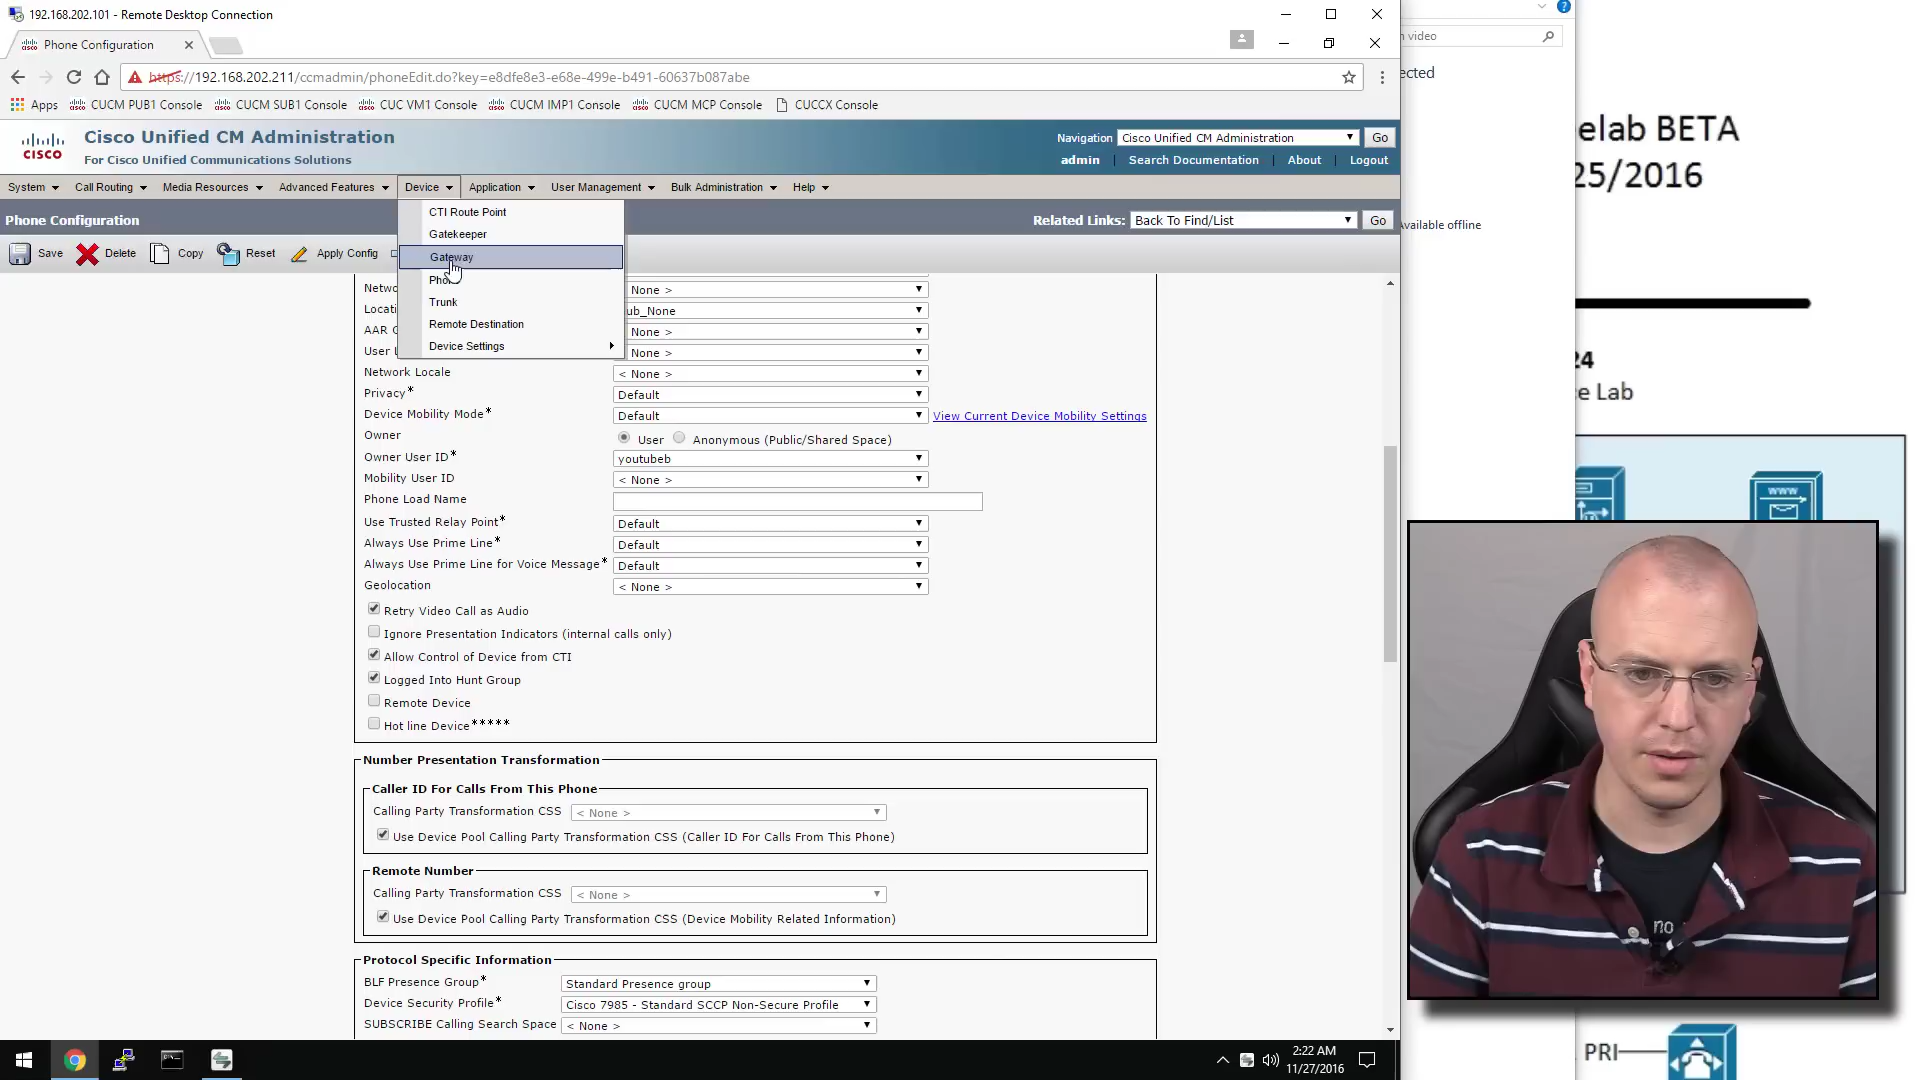 192.168.202.101 - Remote Desktop Connection
Phone Configuration
https://192.168.202.211/ccmadmin/phoneEdit.do?key=e8dfe8e3-e68e-499e-b491-60637b087abe
Apps CUCM PUB1 Console CUCM SUB1 Console CUC VM1 Console CUCM IMP1 Console CUCM MCP Console CUCCX Console
CISCO
Cisco Unified CM Administration
For Cisco Unified Communications Solutions
Navigation Cisco Unified CM Administration Go
admin | Search Documentation | About | Logout
System Call Routing Media Resources Advanced Features Device Application User Management Bulk Administration Help
Phone Configuration
Related Links: Back To Find/List Go
Save Delete Copy Reset Apply Config
CTI Route Point
Gatekeeper
Gateway
Phone
Trunk
Remote Destination
Device Settings
Netwo None >
Locati ub_None
AAR None >
User L None >
Network Locale < None >
Privacy* Default
Device Mobility Mode* Default View Current Device Mobility Settings
Owner User Anonymous (Public/Shared Space)
Owner User ID* youtubeb
Mobility User ID < None >
Phone Load Name
Use Trusted Relay Point* Default
Always Use Prime Line* Default
Always Use Prime Line for Voice Message* Default
Geolocation < None >
Retry Video Call as Audio
Ignore Presentation Indicators (internal calls only)
Allow Control of Device from CTI
Logged Into Hunt Group
Remote Device
Hot line Device*****
Number Presentation Transformation
Caller ID For Calls From This Phone
Calling Party Transformation CSS < None >
Use Device Pool Calling Party Transformation CSS (Caller ID For Calls From This Phone)
Remote Number
Calling Party Transformation CSS < None >
Use Device Pool Calling Party Transformation CSS (Device Mobility Related Information)
Protocol Specific Information
BLF Presence Group* Standard Presence group
Device Security Profile* Cisco 7985 - Standard SCCP Non-Secure Profile
SUBSCRIBE Calling Search Space < None >
2:22 AM
11/27/2016
video
ected
Available offline
elab BETA
25/2016
24
e Lab
www
no
PRI